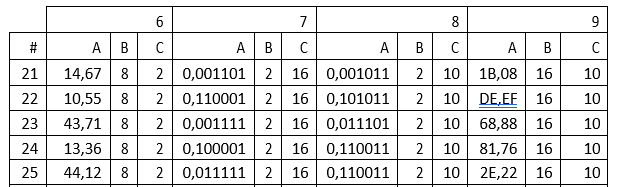 6 7 8 9
# A B C A B C A B C A B C
21 14,67 8 2 0,001101 2 16 0,001011 2 10 1B,08 16 10
22 10,55 8 2 0,110001 2 16 0,101011 2 10 DE,EF 16 10
23 43,71 8 2 0,001111 2 16 0,011101 2 10 68,88 16 10
24 13,36 8 2 0,100001 2 16 0,110011 2 10 81,76 16 10
25 44,12 8 2 0,011111 2 16 0,110011 2 10 2E,22 16 10